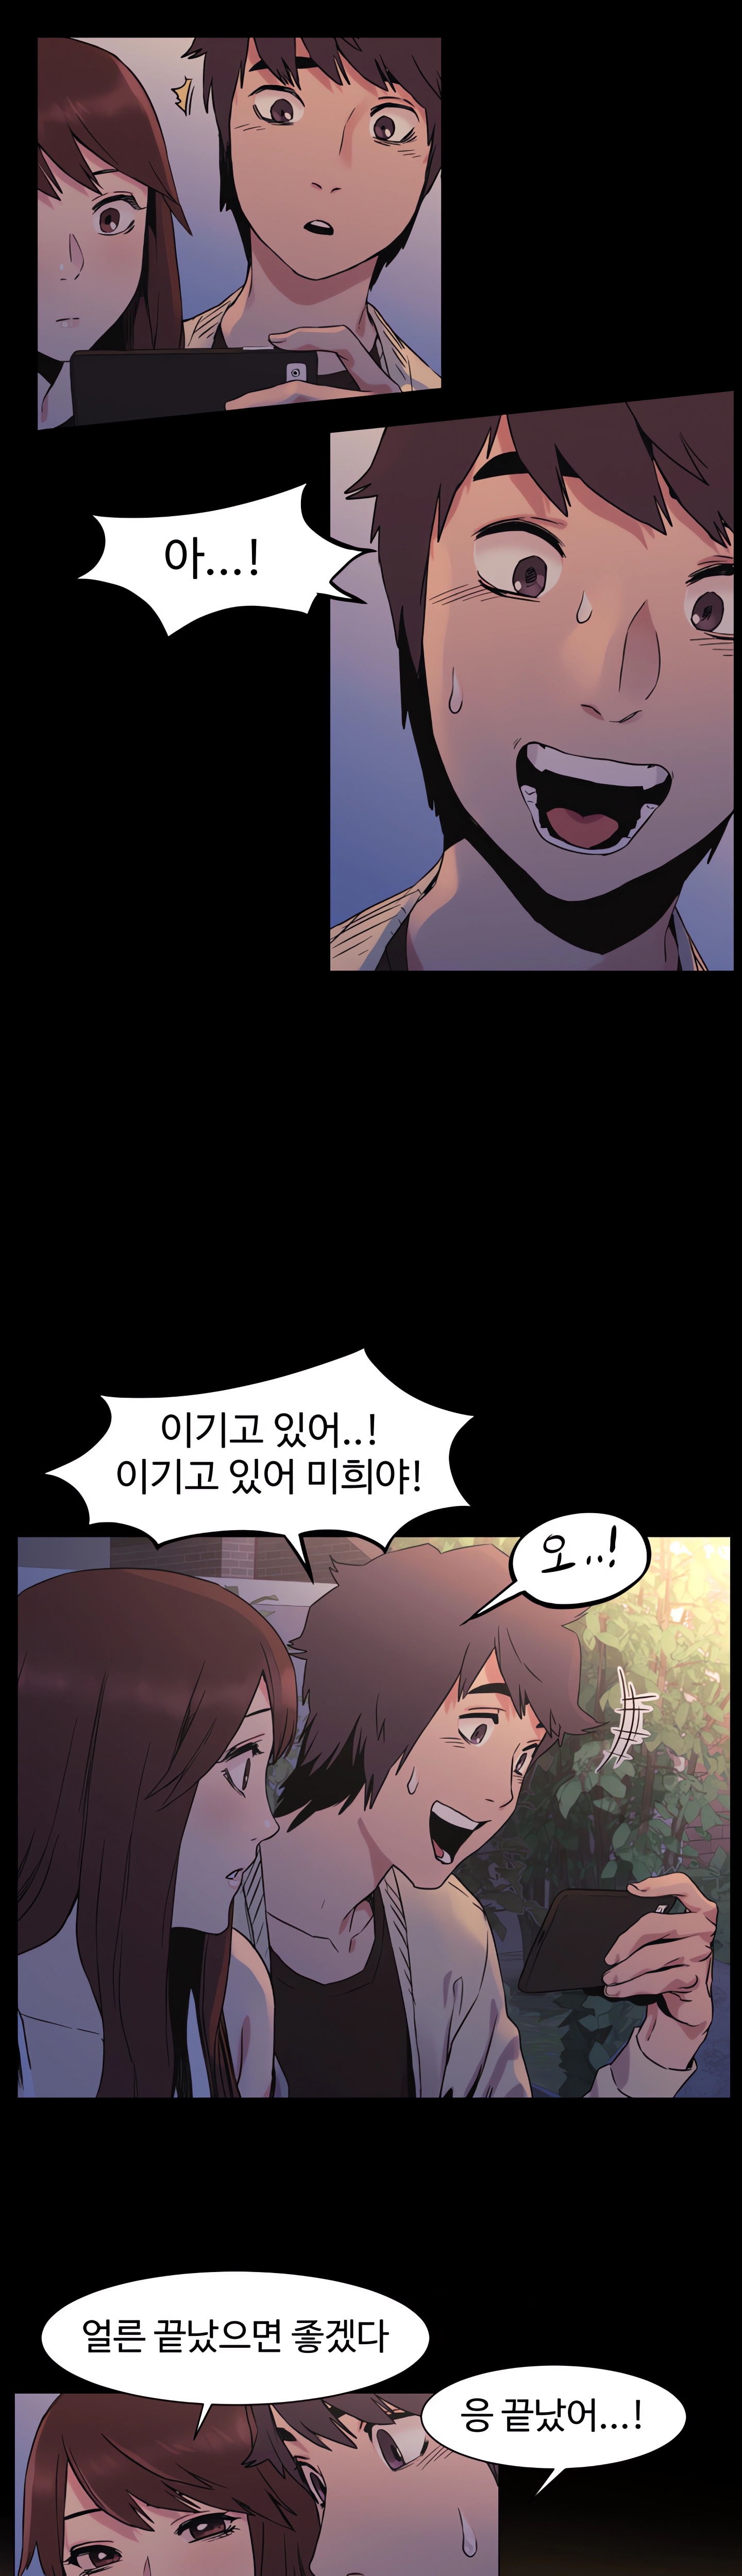 아...!
이기고 있어..!
이기고 있어 미희야!
오..!
얼른 끝났으면 좋겠다
응 끝났어...!